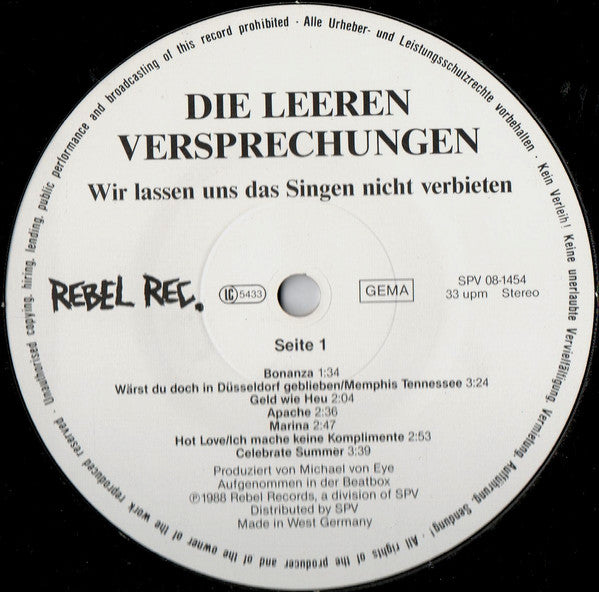 Unauthorised copying, hiring, lending, public performance and broadcasting of this record prohibited · Alle Urheber- und Leistungsschutzrechte vorbehalten · Kein Verleih! Keine unerlaubte Vervielfältigung, Vermietung, Aufführung, Sendung! · All rights of the producer and of the owner of the work reproduced reserved ·
DIE LEEREN
VERSPRECHUNGEN
Wir lassen uns das Singen nicht verbieten
REBEL REC.
LC 5433
GEMA
SPV 08-1454
33 upm Stereo
Seite 1
Bonanza 1:34
Wärst du doch in Düsseldorf geblieben/Memphis Tennessee 3:24
Geld wie Heu 2:04
Apache 2:36
Marina 2:47
Hot Love/Ich mache keine Komplimente 2:53
Celebrate Summer 3:39
Produziert von Michael von Eye
Aufgenommen in der Beatbox
℗1988 Rebel Records, a division of SPV
Distributed by SPV
Made in West Germany